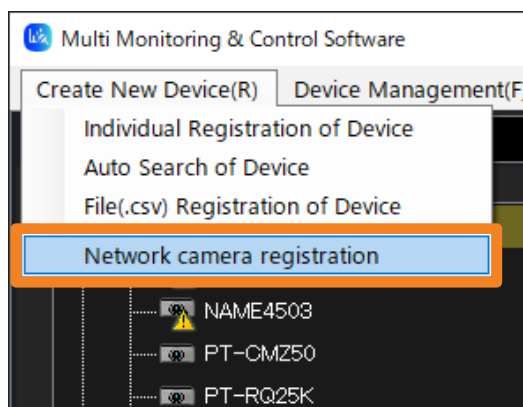 Multi Monitoring & Control Software
Create New Device(R) Device Management(F
Individual Registration of Device
Auto Search of Device
File(.csv) Registration of Device
Network camera registration
NAME4503
PT-CMZ50
PT-RQ25K